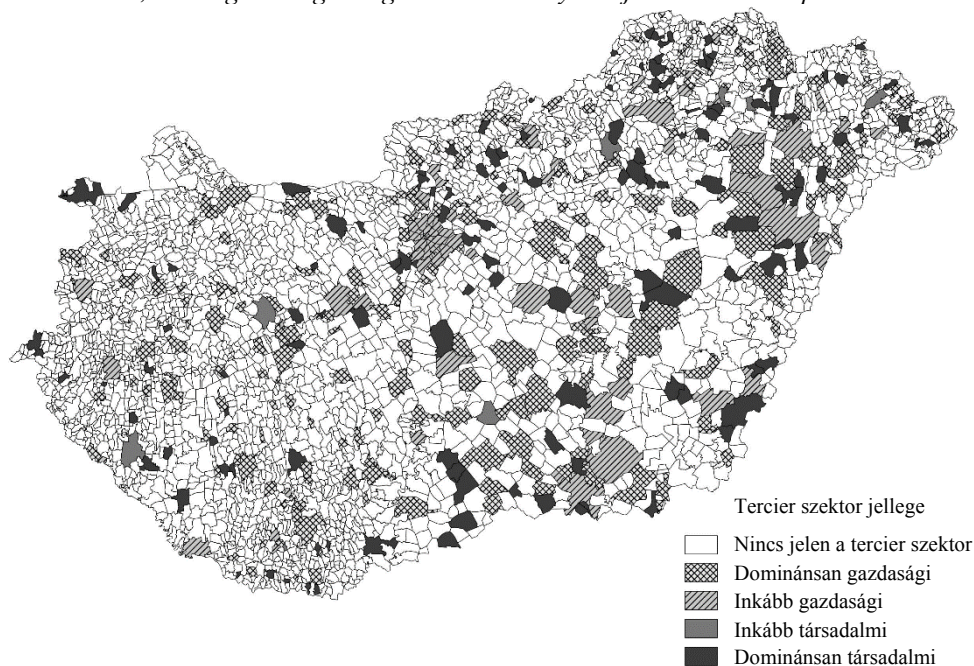 Tercier szektor jellege
Nincs jelen a tercier szektor
Dominánsan gazdasági
Inkább gazdasági
Inkább társadalmi
Dominánsan társadalmi